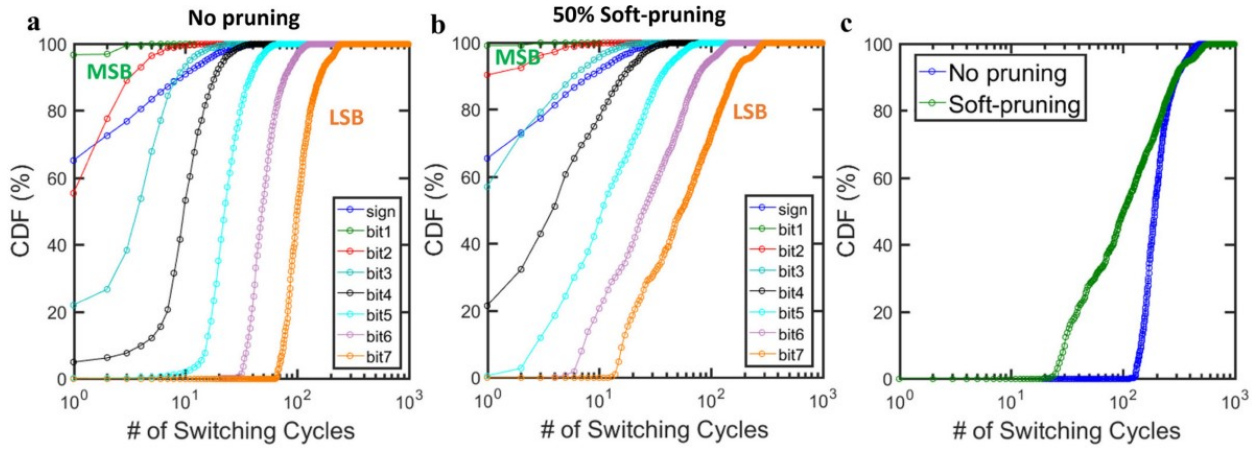 a
No pruning
100
80
60
40
20
0
CDF (%)
MSB
LSB
sign
bit1
bit2
bit3
bit4
bit5
bit6
bit7
10^0
10^1
10^2
10^3
# of Switching Cycles
b
50% Soft-pruning
100
80
60
40
20
0
CDF (%)
MSB
LSB
sign
bit1
bit2
bit3
bit4
bit5
bit6
bit7
10^0
10^1
10^2
10^3
# of Switching Cycles
c
100
80
60
40
20
0
CDF (%)
No pruning
Soft-pruning
10^0
10^1
10^2
10^3
# of Switching Cycles